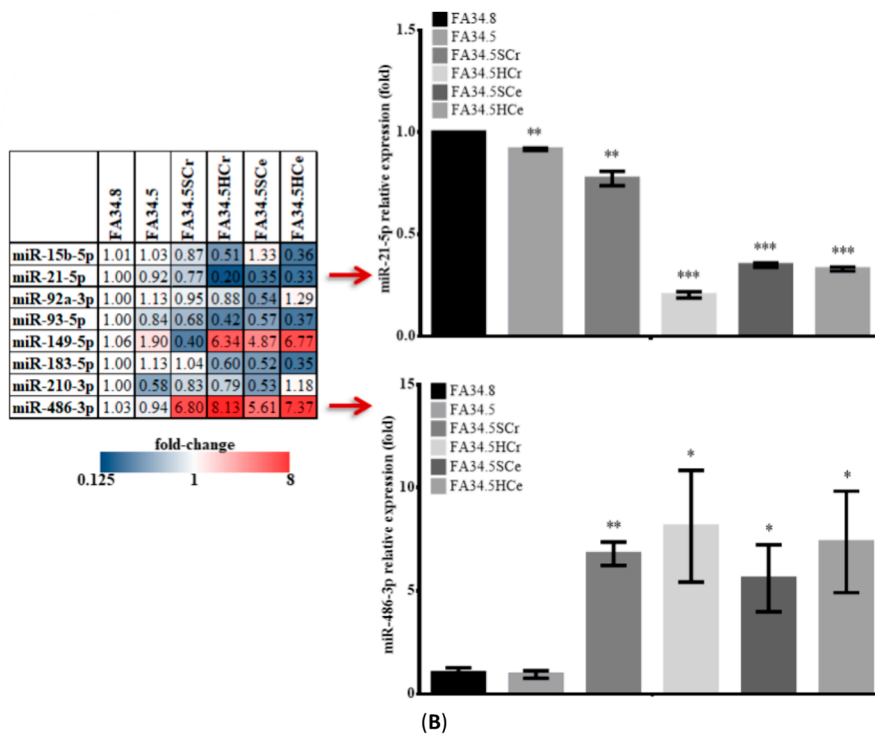 FA34.8 FA34.5 FA34.5SCr FA34.5HCr FA34.5SCe FA34.5HCe
miR-15b-5p 1.01 1.03 0.87 0.51 1.33 0.36
miR-21-5p 1.00 0.92 0.77 0.20 0.35 0.33
miR-92a-3p 1.00 1.13 0.95 0.88 0.54 1.29
miR-93-5p 1.00 0.84 0.68 0.42 0.57 0.37
miR-149-5p 1.06 1.90 0.40 6.34 4.87 6.77
miR-183-5p 1.00 1.13 1.04 0.60 0.52 0.35
miR-210-3p 1.00 0.58 0.83 0.79 0.53 1.18
miR-486-3p 1.03 0.94 6.80 8.13 5.61 7.37
fold-change
0.125 1 8
miR-21-5p relative expression (fold)
1.5
1.0
0.5
0.0
FA34.8
FA34.5
FA34.5SCr
FA34.5HCr
FA34.5SCe
FA34.5HCe
** ** *** *** ***
miR-486-3p relative expression (fold)
15
10
5
0
FA34.8
FA34.5
FA34.5SCr
FA34.5HCr
FA34.5SCe
FA34.5HCe
** * * *
(B)